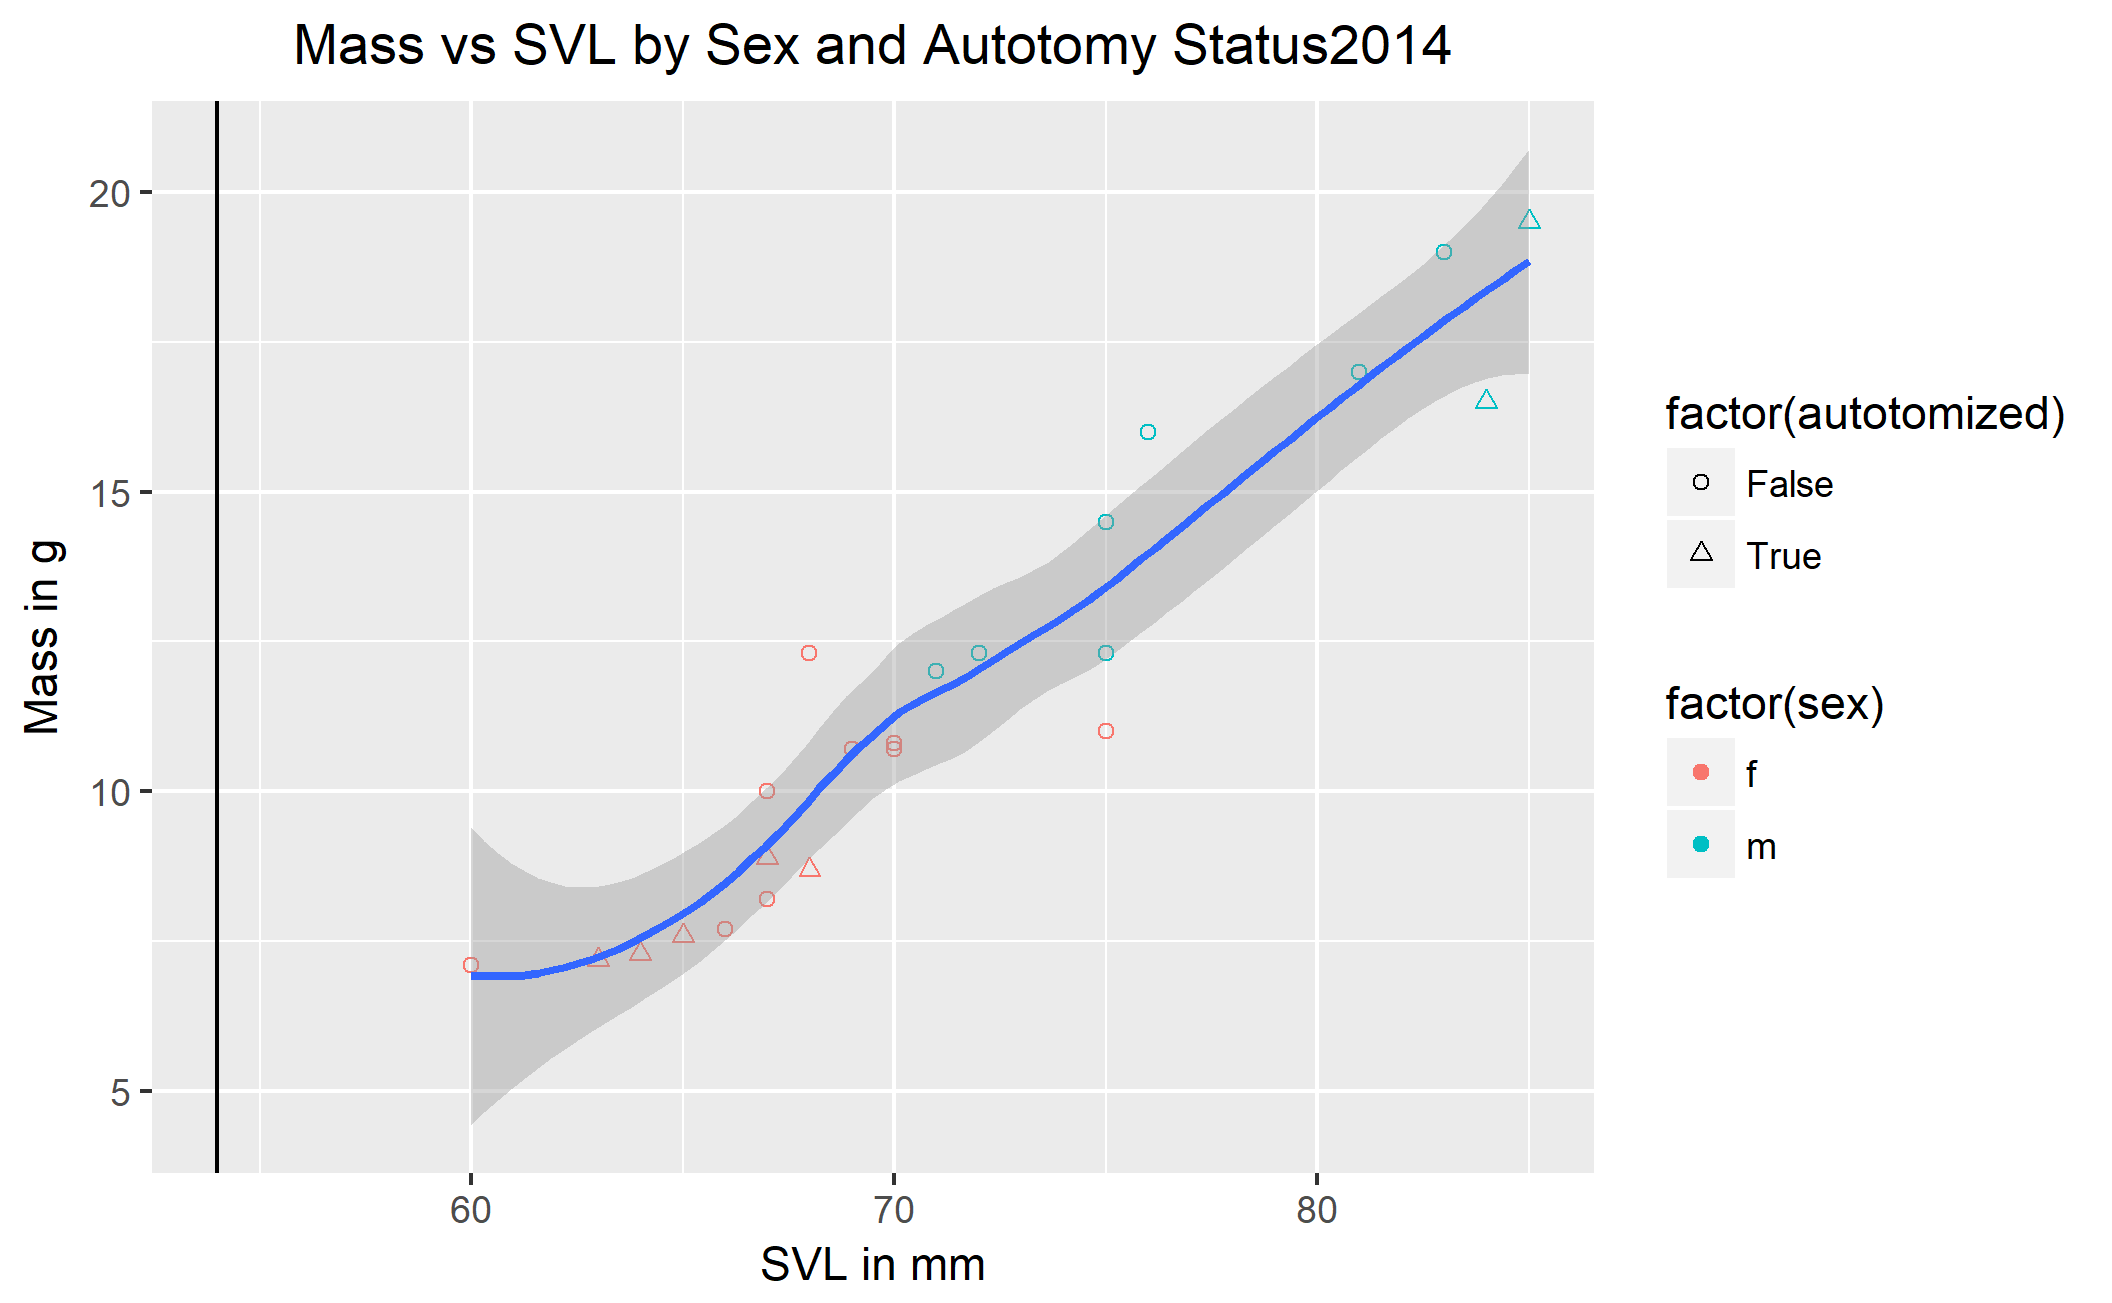 Mass vs SVL by Sex and Autotomy Status2014
20
15
10
5
Mass in g
60 70 80
SVL in mm
factor(autotomized)
False
True
factor(sex)
f
m